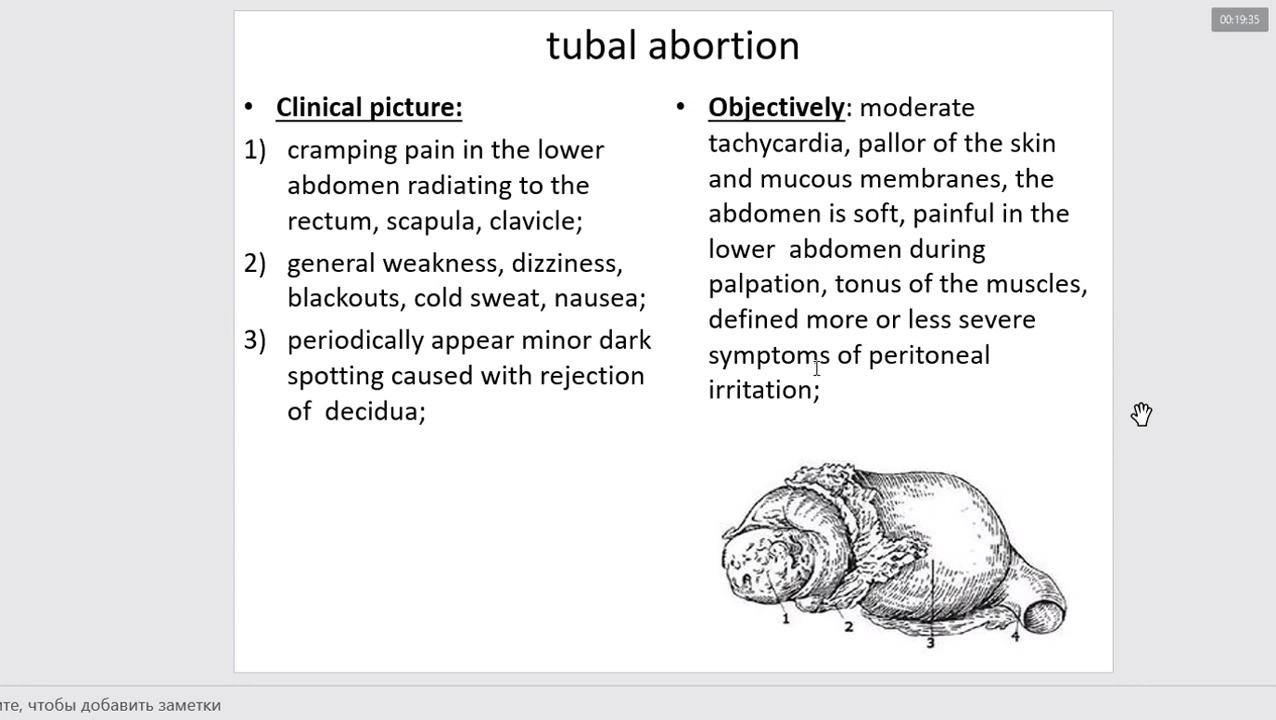 00:19:35
tubal abortion
• Clinical picture:
1) cramping pain in the lower
abdomen radiating to the
rectum, scapula, clavicle;
2) general weakness, dizziness,
blackouts, cold sweat, nausea;
3) periodically appear minor dark
spotting caused with rejection
of decidua;
• Objectively: moderate
tachycardia, pallor of the skin
and mucous membranes, the
abdomen is soft, painful in the
lower abdomen during
palpation, tonus of the muscles,
defined more or less severe
symptoms of peritoneal
irritation;
1
2
3
4
те, чтобы добавить заметки